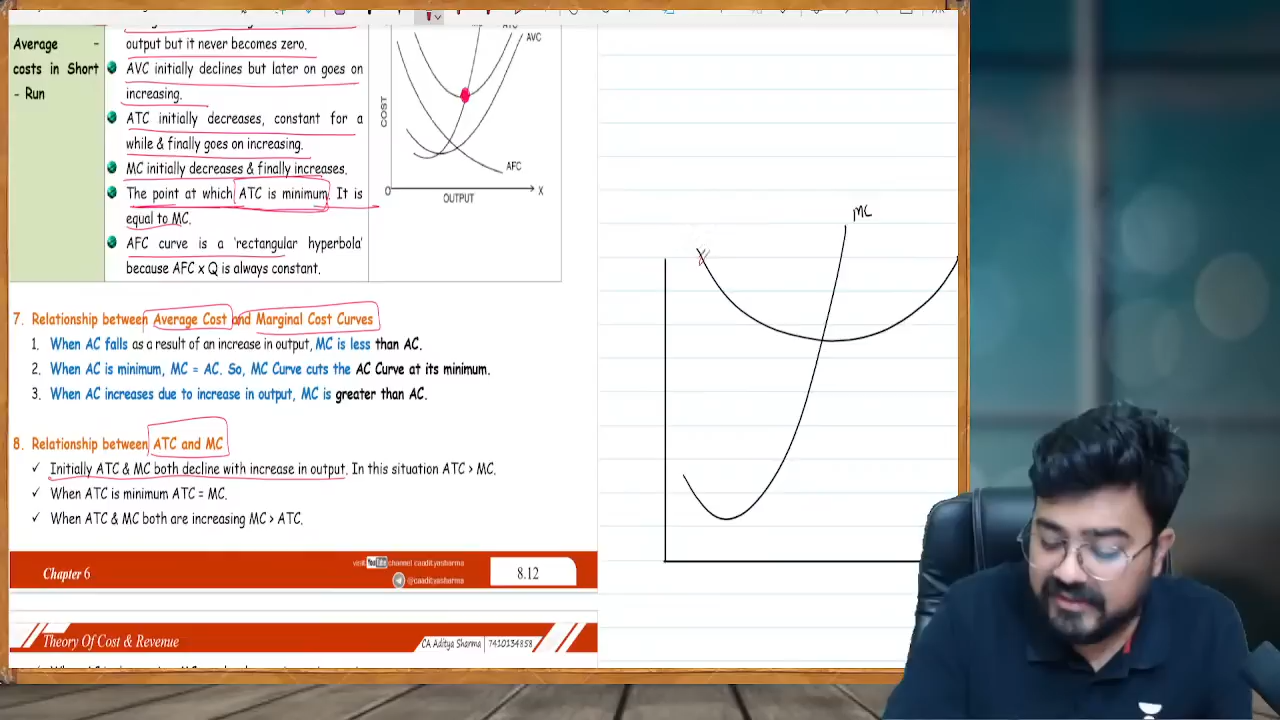 Average -
costs in Short
- Run
output but it never becomes zero.
AVC initially declines but later on goes on
increasing.
ATC initially decreases, constant for a
while & finally goes on increasing.
MC initially decreases & finally increases.
The point at which ATC is minimum. It is
equal to MC.
AFC curve is a 'rectangular hyperbola'
because AFC x Q is always constant.
AVC
COST
AFC
O
X
OUTPUT
7. Relationship between Average Cost and Marginal Cost Curves
1. When AC falls as a result of an increase in output, MC is less than AC.
2. When AC is minimum, MC = AC. So, MC Curve cuts the AC Curve at its minimum.
3. When AC increases due to increase in output, MC is greater than AC.
8. Relationship between ATC and MC
✓ Initially ATC & MC both decline with increase in output. In this situation ATC > MC.
✓ When ATC is minimum ATC = MC.
✓ When ATC & MC both are increasing MC > ATC.
Chapter 6
visit YouTube channel caadityasharma
@caadityasharma
8.12
Theory Of Cost & Revenue
CA Aditya Sharma | 7410134858
MC